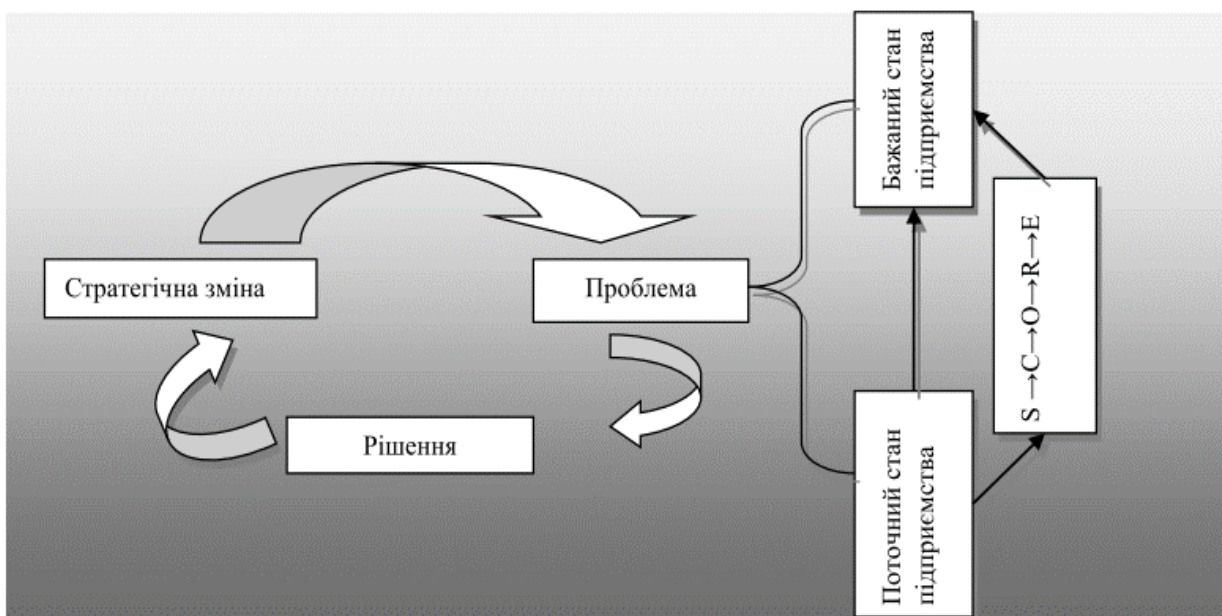 Стратегічна зміна
Проблема
Рішення
Бажаний стан
підприємства
Поточний стан
підприємства
S →C→O→R→E